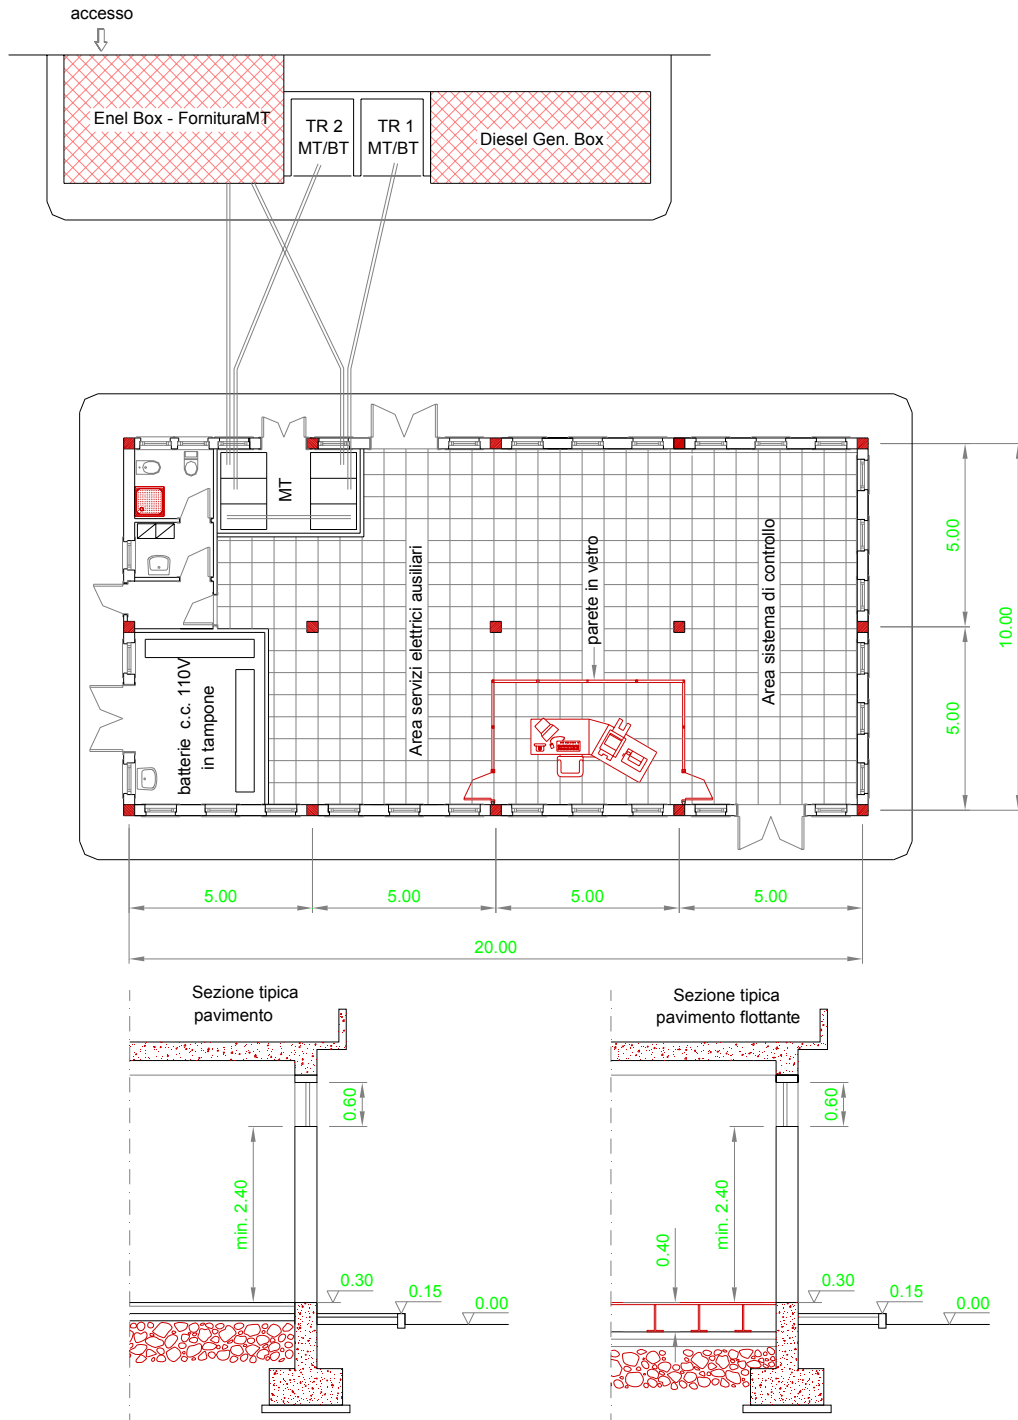 accesso
Enel Box - FornituraMT
TR 2
MT/BT
TR 1
MT/BT
Diesel Gen. Box
MT
Area servizi elettrici ausiliari
parete in vetro
Area sistema di controllo
batterie c.c. 110V
in tampone
5.00
5.00
10.00
5.00
5.00
5.00
5.00
20.00
Sezione tipica
pavimento
0.60
min. 2.40
0.30
0.15
0.00
Sezione tipica
pavimento flottante
0.60
min. 2.40
0.40
0.30
0.15
0.00